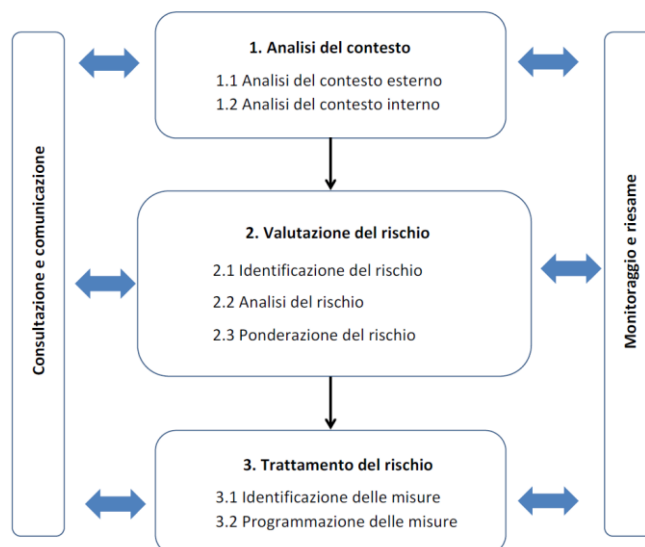 1. Analisi del contesto
1.1 Analisi del contesto esterno
1.2 Analisi del contesto interno
Consultazione e comunicazione
2. Valutazione del rischio
2.1 Identificazione del rischio
2.2 Analisi del rischio
2.3 Ponderazione del rischio
Monitoraggio e riesame
3. Trattamento del rischio
3.1 Identificazione delle misure
3.2 Programmazione delle misure